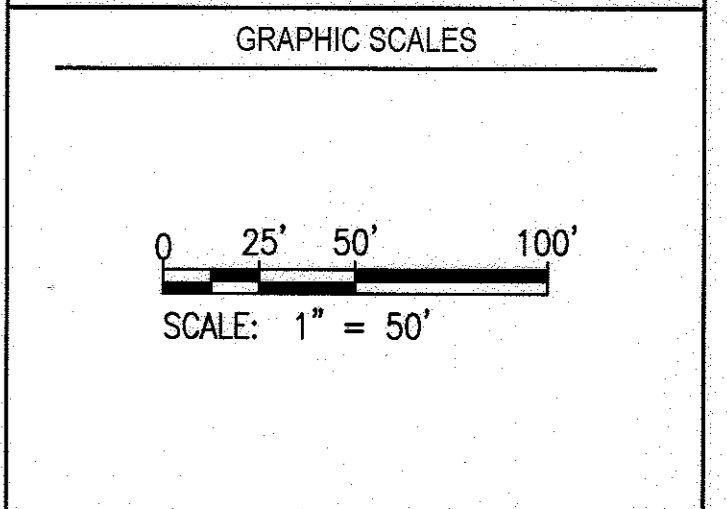 GRAPHIC SCALES
0 25' 50' 100'
SCALE: 1" = 50'